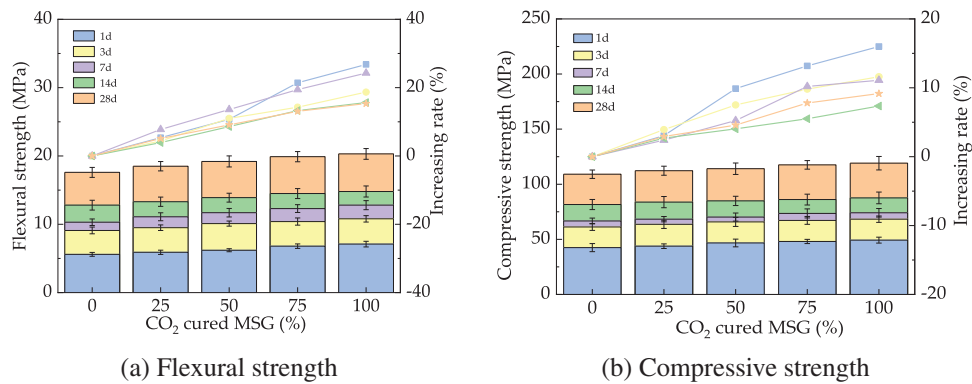 40
30
20
10
0
Flexural strength (MPa)
1d
3d
7d
14d
28d
40
20
0
-20
-40
Increasing rate (%)
0 25 50 75 100
CO₂ cured MSG (%)
(a) Flexural strength
250
200
150
100
50
0
Compressive strength (MPa)
1d
3d
7d
14d
28d
20
10
0
-10
-20
Increasing rate (%)
0 25 50 75 100
CO₂ cured MSG (%)
(b) Compressive strength